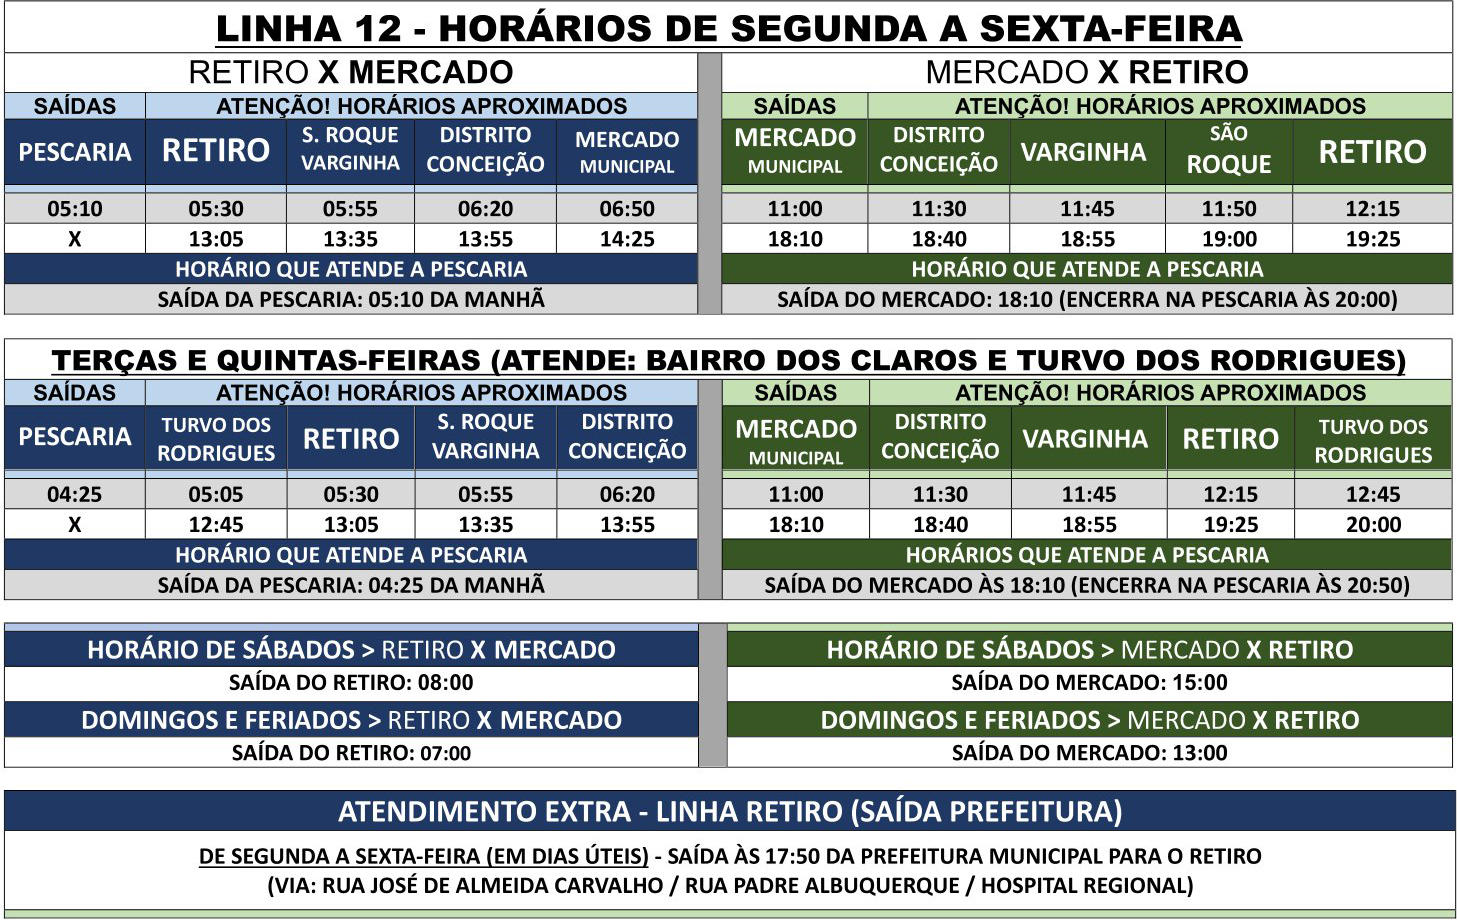 LINHA 12 - HORÁRIOS DE SEGUNDA A SEXTA-FEIRA
RETIRO X MERCADO
SAÍDAS ATENÇÃO! HORÁRIOS APROXIMADOS
PESCARIA RETIRO S. ROQUE VARGINHA DISTRITO CONCEIÇÃO MERCADO MUNICIPAL
05:10 05:30 05:55 06:20 06:50
X 13:05 13:35 13:55 14:25
HORÁRIO QUE ATENDE A PESCARIA
SAÍDA DA PESCARIA: 05:10 DA MANHÃ
MERCADO X RETIRO
SAÍDAS ATENÇÃO! HORÁRIOS APROXIMADOS
MERCADO MUNICIPAL DISTRITO CONCEIÇÃO VARGINHA SÃO ROQUE RETIRO
11:00 11:30 11:45 11:50 12:15
18:10 18:40 18:55 19:00 19:25
HORÁRIO QUE ATENDE A PESCARIA
SAÍDA DO MERCADO: 18:10 (ENCERRA NA PESCARIA ÀS 20:00)
TERÇAS E QUINTAS-FEIRAS (ATENDE: BAIRRO DOS CLAROS E TURVO DOS RODRIGUES)
SAÍDAS ATENÇÃO! HORÁRIOS APROXIMADOS
PESCARIA TURVO DOS RODRIGUES RETIRO S. ROQUE VARGINHA DISTRITO CONCEIÇÃO
04:25 05:05 05:30 05:55 06:20
X 12:45 13:05 13:35 13:55
HORÁRIO QUE ATENDE A PESCARIA
SAÍDA DA PESCARIA: 04:25 DA MANHÃ
SAÍDAS ATENÇÃO! HORÁRIOS APROXIMADOS
MERCADO MUNICIPAL DISTRITO CONCEIÇÃO VARGINHA RETIRO TURVO DOS RODRIGUES
11:00 11:30 11:45 12:15 12:45
18:10 18:40 18:55 19:25 20:00
HORÁRIOS QUE ATENDE A PESCARIA
SAÍDA DO MERCADO ÀS 18:10 (ENCERRA NA PESCARIA ÀS 20:50)
HORÁRIO DE SÁBADOS > RETIRO X MERCADO
SAÍDA DO RETIRO: 08:00
DOMINGOS E FERIADOS > RETIRO X MERCADO
SAÍDA DO RETIRO: 07:00
HORÁRIO DE SÁBADOS > MERCADO X RETIRO
SAÍDA DO MERCADO: 15:00
DOMINGOS E FERIADOS > MERCADO X RETIRO
SAÍDA DO MERCADO: 13:00
ATENDIMENTO EXTRA - LINHA RETIRO (SAÍDA PREFEITURA)
DE SEGUNDA A SEXTA-FEIRA (EM DIAS ÚTEIS) - SAÍDA ÀS 17:50 DA PREFEITURA MUNICIPAL PARA O RETIRO
(VIA: RUA JOSÉ DE ALMEIDA CARVALHO / RUA PADRE ALBUQUERQUE / HOSPITAL REGIONAL)